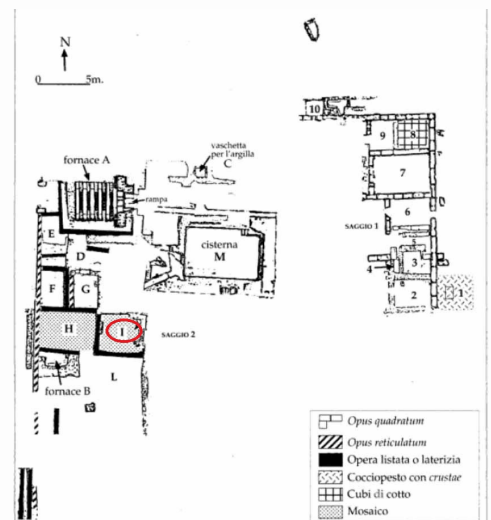 N
0 5m.
fornace A
vaschetta
per l'argilla
C
rampa
E
D
F
G
cisterna
M
H
I
SAGGIO 2
fornace B
L
10
9
8
7
6
SAGGIO 1
5
4
3
2
1
Opus quadratum
Opus reticulatum
Opera listata o laterizia
Cocciopesto con crustae
Cubi di cotto
Mosaico